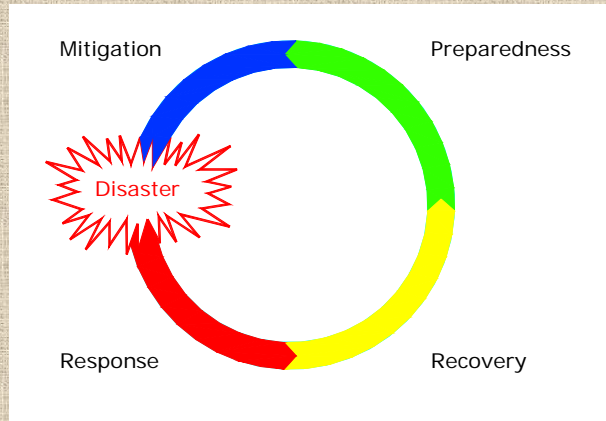 Mitigation
Preparedness
Disaster
Response
Recovery